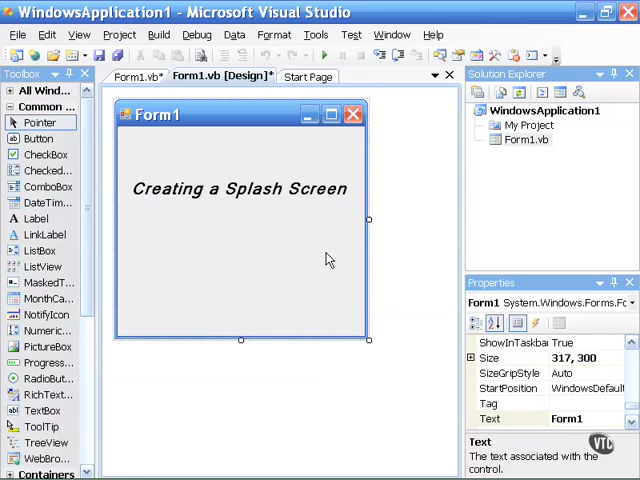 WindowsApplication1 - Microsoft Visual Studio
File Edit View Project Build Debug Data Format Tools Test Window Help
Toolbox
All Wind...
Common ...
Pointer
Button
CheckBox
Checked...
ComboBox
DateTim...
Label
LinkLabel
ListBox
ListView
MaskedT...
MonthCa...
NotifyIcon
Numeric...
PictureBox
Progress...
RadioBut...
RichText...
TextBox
ToolTip
TreeView
WebBro...
Containers
Form1.vb* Form1.vb [Design]* Start Page
Form1
Creating a Splash Screen
Solution Explorer
WindowsApplication1
My Project
Form1.vb
Properties
Form1 System.Windows.Forms.Fo
ShowInTaskbar True
Size 317, 300
SizeGripStyle Auto
StartPosition WindowsDefault
Tag
Text Form1
Text
The text associated with the
control.
VTC